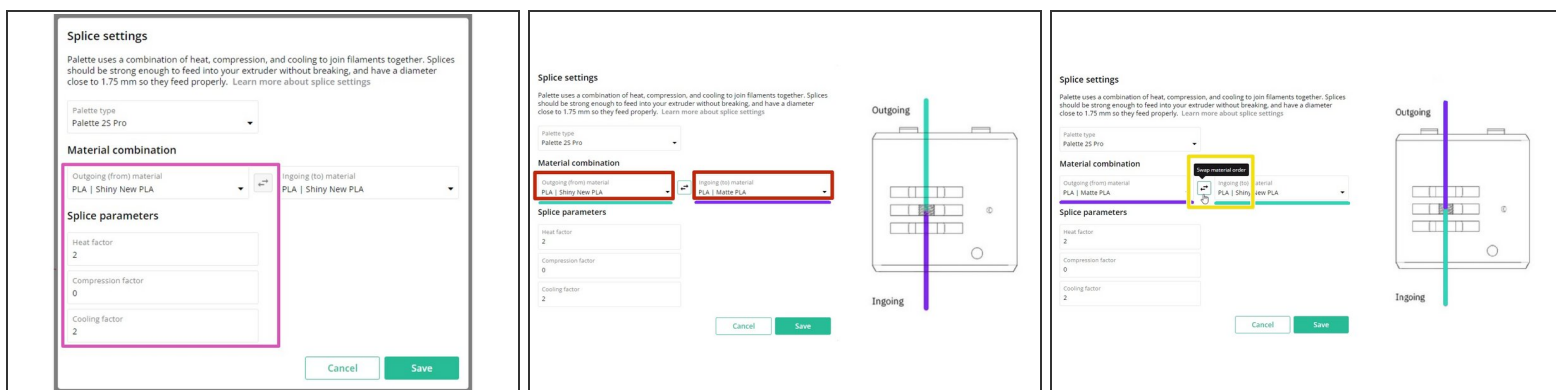 Splice settings
Palette uses a combination of heat, compression, and cooling to join filaments together. Splices
should be strong enough to feed into your extruder without breaking, and have a diameter
close to 1.75 mm so they feed properly. Learn more about splice settings
Palette type
Palette 2S Pro
Material combination
Outgoing (from) material
PLA | Shiny New PLA
Ingoing (to) material
PLA | Shiny New PLA
Splice parameters
Heat factor
2
Compression factor
0
Cooling factor
2
Cancel
Save
Splice settings
Palette uses a combination of heat, compression, and cooling to join filaments together. Splices
should be strong enough to feed into your extruder without breaking, and have a diameter
close to 1.75 mm so they feed properly. Learn more about splice settings
Palette type
Palette 2S Pro
Material combination
Outgoing (from) material
PLA | Shiny New PLA
Ingoing (to) material
PLA | Matte PLA
Splice parameters
Heat factor
2
Compression factor
0
Cooling factor
2
Cancel
Save
Outgoing
©
Ingoing
Splice settings
Palette uses a combination of heat, compression, and cooling to join filaments together. Splices
should be strong enough to feed into your extruder without breaking, and have a diameter
close to 1.75 mm so they feed properly. Learn more about splice settings
Palette type
Palette 2S Pro
Material combination
Swap material order
Outgoing (from) material
PLA | Matte PLA
Ingoing (to) material
PLA | Shiny New PLA
Splice parameters
Heat factor
2
Compression factor
0
Cooling factor
2
Cancel
Save
Outgoing
©
Ingoing